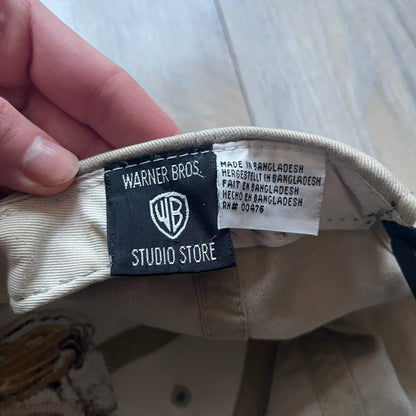 WARNER BROS.
WB
STUDIO STORE
MADE IN BANGLADESH
HERGESTELLT IN BANGLADESH
FAIT EN BANGLADESH
HECHO EN BANGLADESH
RN# 00476